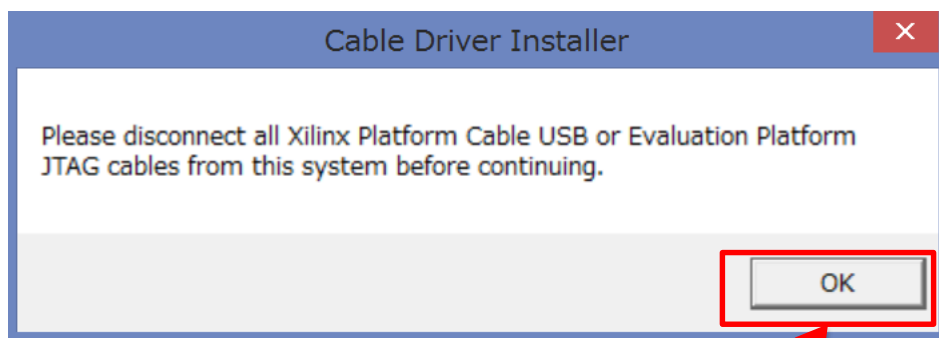 Cable Driver Installer
Please disconnect all Xilinx Platform Cable USB or Evaluation Platform
JTAG cables from this system before continuing.
OK